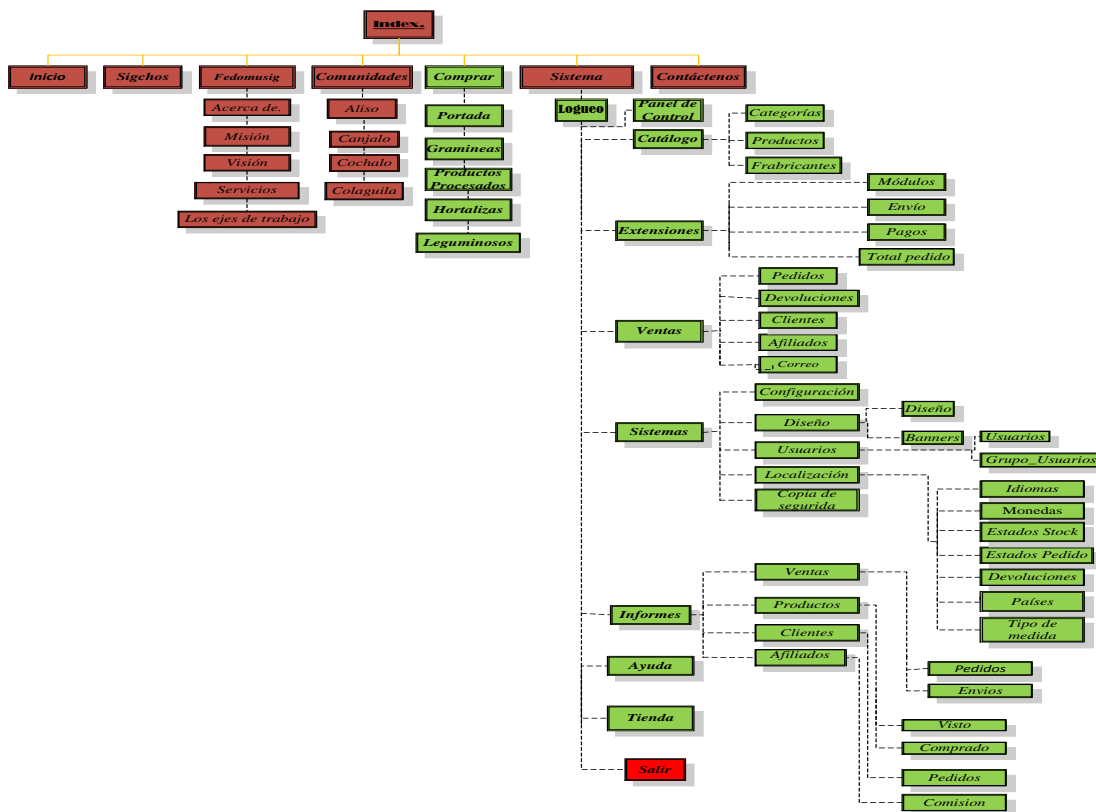 Index.
Inicio
Sigchos
Fedomusig
Comunidades
Comprar
Sistema
Contáctenos
Acerca de.
Misión
Visión
Servicios
Los ejes de trabajo
Aliso
Canjalo
Cochalo
Colaguila
Portada
Gramineas
Productos
Procesados
Hortalizas
Leguminosos
Logueo
Panel de
Control
Catálogo
Categorías
Productos
Frabricantes
Extensiones
Módulos
Envío
Pagos
Total pedido
Ventas
Pedidos
Devoluciones
Clientes
Afiliados
Correo
Sistemas
Configuración
Diseño
Diseño
Banners
Usuarios
Usuarios
Grupo_Usuarios
Localización
Copia de
segurida
Idiomas
Monedas
Estados Stock
Estados Pedido
Devoluciones
Países
Tipo de
medida
Informes
Ventas
Productos
Clientes
Afiliados
Pedidos
Envios
Visto
Comprado
Pedidos
Comision
Ayuda
Tienda
Salir